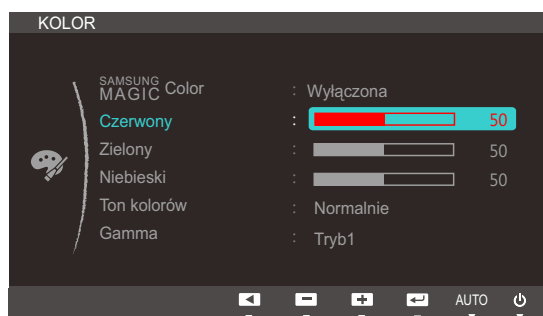 KOLOR
SAMSUNG MAGIC Color : Wyłączona
Czerwony : 50
Zielony : 50
Niebieski : 50
Ton kolorów : Normalnie
Gamma : Tryb1
AUTO